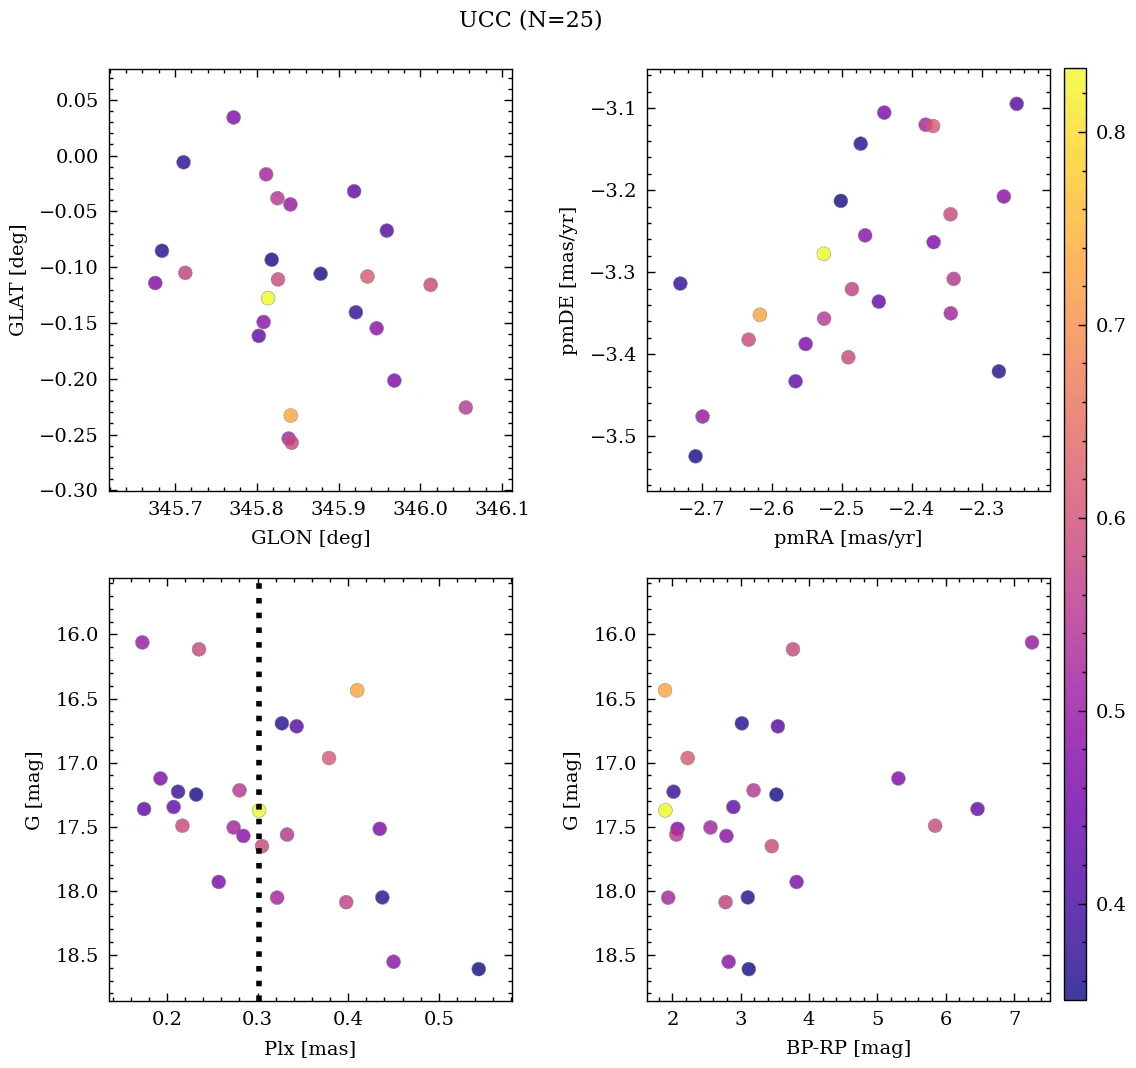 UCC (N=25)
0.05
0.00
−0.05
−0.10
−0.15
−0.20
−0.25
−0.30
GLAT [deg]
345.7 345.8 345.9 346.0 346.1
GLON [deg]
−3.1
−3.2
−3.3
−3.4
−3.5
pmDE [mas/yr]
−2.7 −2.6 −2.5 −2.4 −2.3
pmRA [mas/yr]
0.8
0.7
0.6
0.5
0.4
16.0
16.5
17.0
17.5
18.0
18.5
G [mag]
0.2 0.3 0.4 0.5
Plx [mas]
16.0
16.5
17.0
17.5
18.0
18.5
G [mag]
2 3 4 5 6 7
BP-RP [mag]